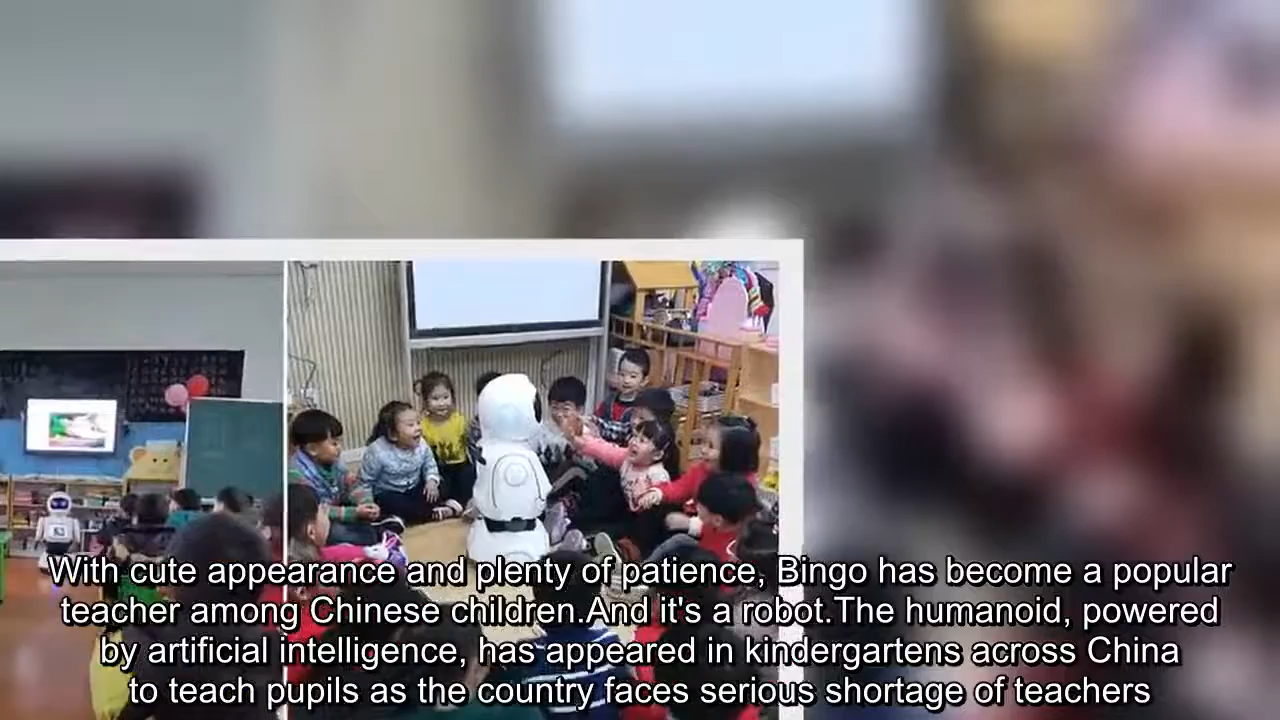 With cute appearance and plenty of patience, Bingo has become a popular
teacher among Chinese children.And it's a robot.The humanoid, powered
by artificial intelligence, has appeared in kindergartens across China
to teach pupils as the country faces serious shortage of teachers